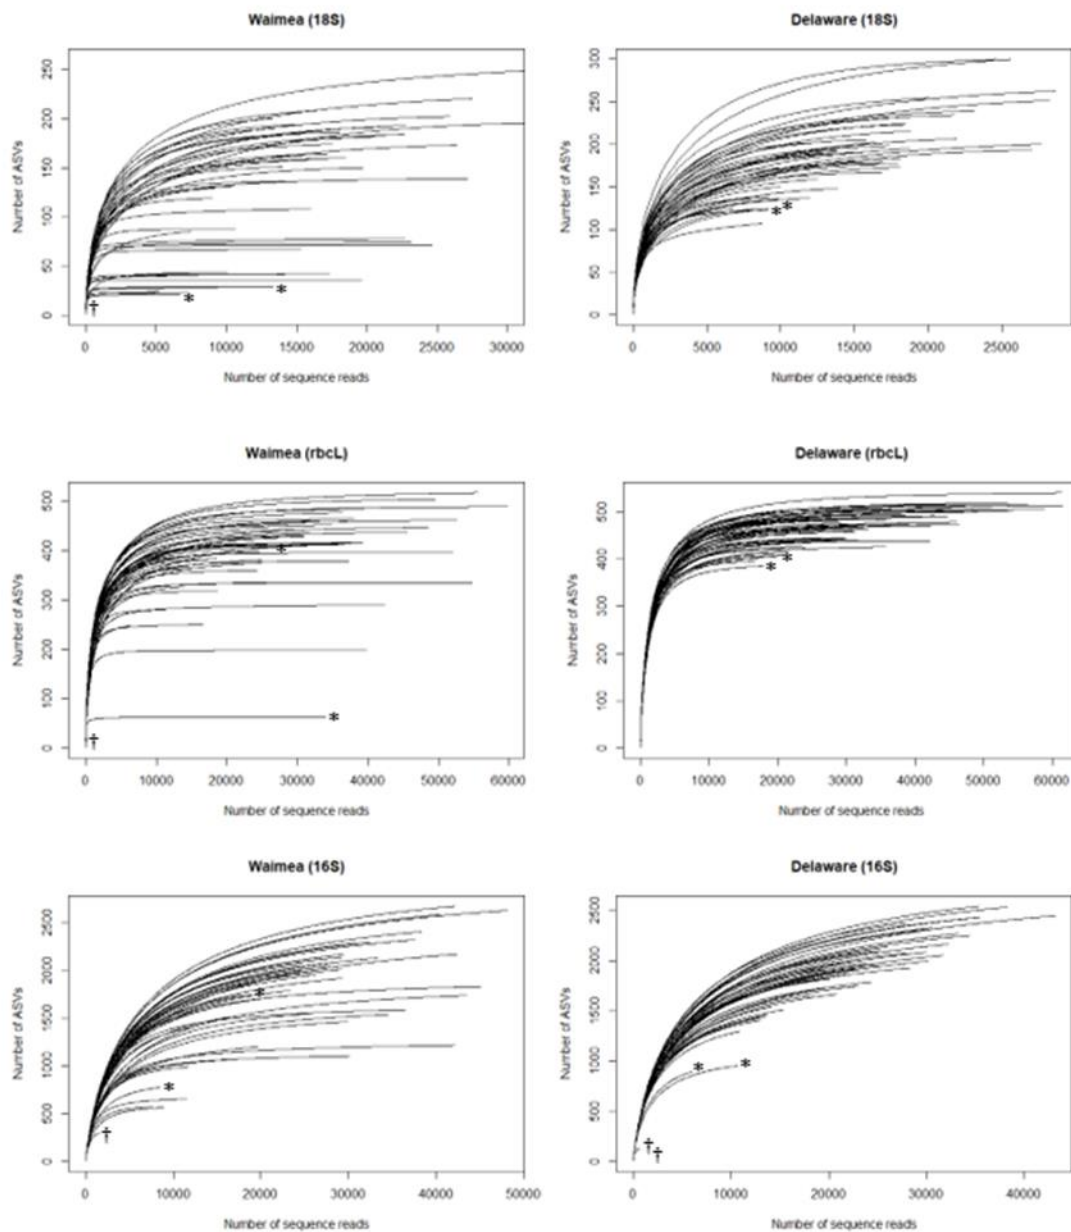 Waimea (18S)
Number of ASVs
250
200
150
100
50
0
*
*
†
0 5000 10000 15000 20000 25000 30000
Number of sequence reads
Delaware (18S)
Number of ASVs
300
250
200
150
100
50
0
*
*
0 5000 10000 15000 20000 25000
Number of sequence reads
Waimea (rbcL)
Number of ASVs
500
400
300
200
100
0
*
*
†
0 10000 20000 30000 40000 50000 60000
Number of sequence reads
Delaware (rbcL)
Number of ASVs
500
400
300
200
100
0
*
*
0 10000 20000 30000 40000 50000 60000
Number of sequence reads
Waimea (16S)
Number of ASVs
2500
2000
1500
1000
500
0
*
*
†
0 10000 20000 30000 40000 50000
Number of sequence reads
Delaware (16S)
Number of ASVs
2500
2000
1500
1000
500
0
*
*
†
†
0 10000 20000 30000 40000
Number of sequence reads